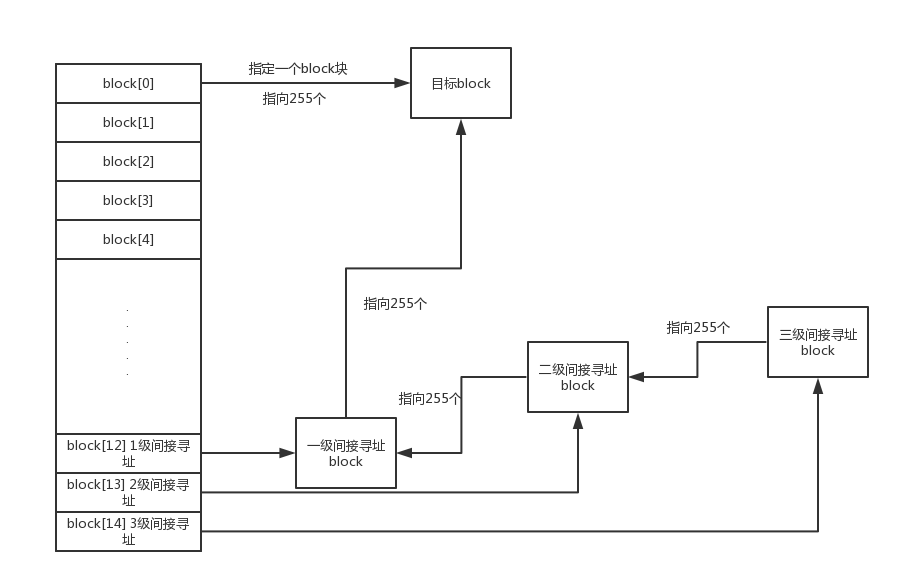 block[0]
block[1]
block[2]
block[3]
block[4]
.
.
.
.
.
block[12] 1级间接寻
址
block[13] 2级间接寻
址
block[14] 3级间接寻
址
指定一个block块
指向255个
目标block
指向255个
一级间接寻址
block
指向255个
二级间接寻址
block
指向255个
三级间接寻址
block